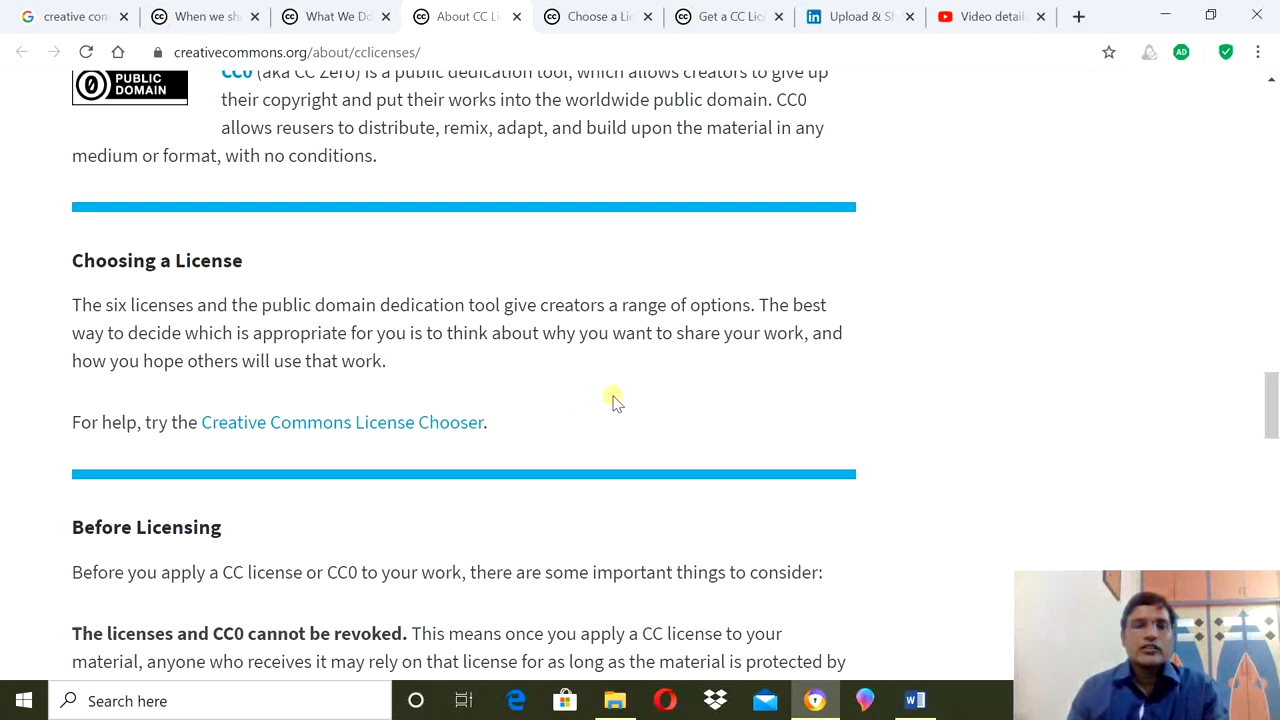 creative com
When we sh
What We Do
About CC Li
Choose a Li
Get a CC Lic
Upload & Sh
Video details
creativecommons.org/about/cclicenses/
AD
PUBLIC
DOMAIN
CC0 (aka CC Zero) is a public dedication tool, which allows creators to give up
their copyright and put their works into the worldwide public domain. CC0
allows reusers to distribute, remix, adapt, and build upon the material in any
medium or format, with no conditions.
Choosing a License
The six licenses and the public domain dedication tool give creators a range of options. The best
way to decide which is appropriate for you is to think about why you want to share your work, and
how you hope others will use that work.
For help, try the Creative Commons License Chooser.
Before Licensing
Before you apply a CC license or CC0 to your work, there are some important things to consider:
The licenses and CC0 cannot be revoked. This means once you apply a CC license to your
material, anyone who receives it may rely on that license for as long as the material is protected by
Search here